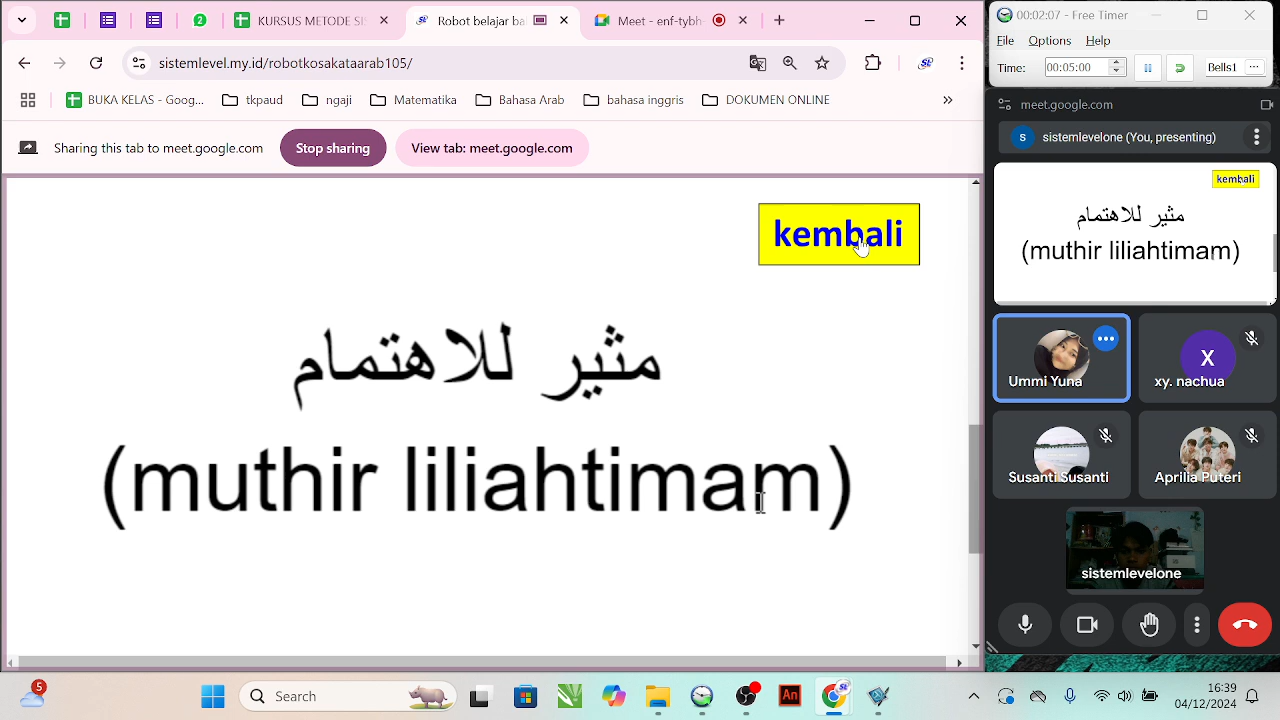 KURSUS METODE SI
Robot belajar ba
Meet - enf-tybh-
2
sistemlevel.my.id/robotkosakataarab105/
BUKA KELAS - Goog...
tkpaud
ngaji
Matematika
Bahasa Arab
bahasa inggris
DOKUMEN ONLINE
Sharing this tab to meet.google.com
Stop sharing
View tab: meet.google.com
kembali
مثير للاهتمام
(muthir liliahtimam)
00:02:07 - Free Timer
File Options Help
Time: 00:05:00 Bells1 ...
meet.google.com
s sistemlevelone (You, presenting)
kembali
مثير للاهتمام
(muthir liliahtimam)
Ummi Yuna
X
xy. nachua
Susanti Susanti
Aprilia Puteri
sistemlevelone
5
Search
An
16:39
04/12/2024